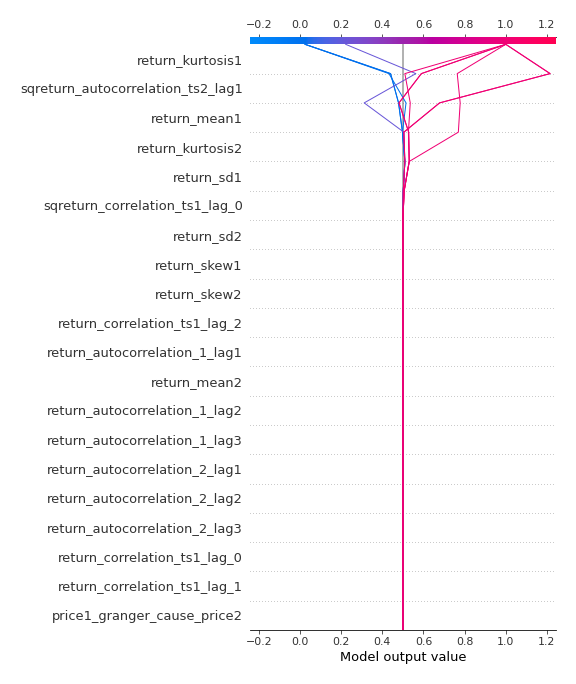 −0.2 0.0 0.2 0.4 0.6 0.8 1.0 1.2
return_kurtosis1
sqreturn_autocorrelation_ts2_lag1
return_mean1
return_kurtosis2
return_sd1
sqreturn_correlation_ts1_lag_0
return_sd2
return_skew1
return_skew2
return_correlation_ts1_lag_2
return_autocorrelation_1_lag1
return_mean2
return_autocorrelation_1_lag2
return_autocorrelation_1_lag3
return_autocorrelation_2_lag1
return_autocorrelation_2_lag2
return_autocorrelation_2_lag3
return_correlation_ts1_lag_0
return_correlation_ts1_lag_1
price1_granger_cause_price2
−0.2 0.0 0.2 0.4 0.6 0.8 1.0 1.2
Model output value